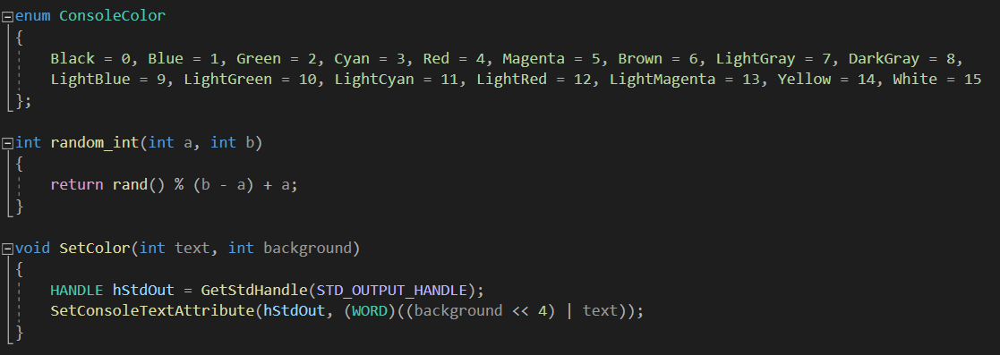 enum ConsoleColor
{
    Black = 0, Blue = 1, Green = 2, Cyan = 3, Red = 4, Magenta = 5, Brown = 6, LightGray = 7, DarkGray = 8,
    LightBlue = 9, LightGreen = 10, LightCyan = 11, LightRed = 12, LightMagenta = 13, Yellow = 14, White = 15
};
int random_int(int a, int b)
{
    return rand() % (b - a) + a;
}
void SetColor(int text, int background)
{
    HANDLE hStdOut = GetStdHandle(STD_OUTPUT_HANDLE);
    SetConsoleTextAttribute(hStdOut, (WORD)((background << 4) | text));
}